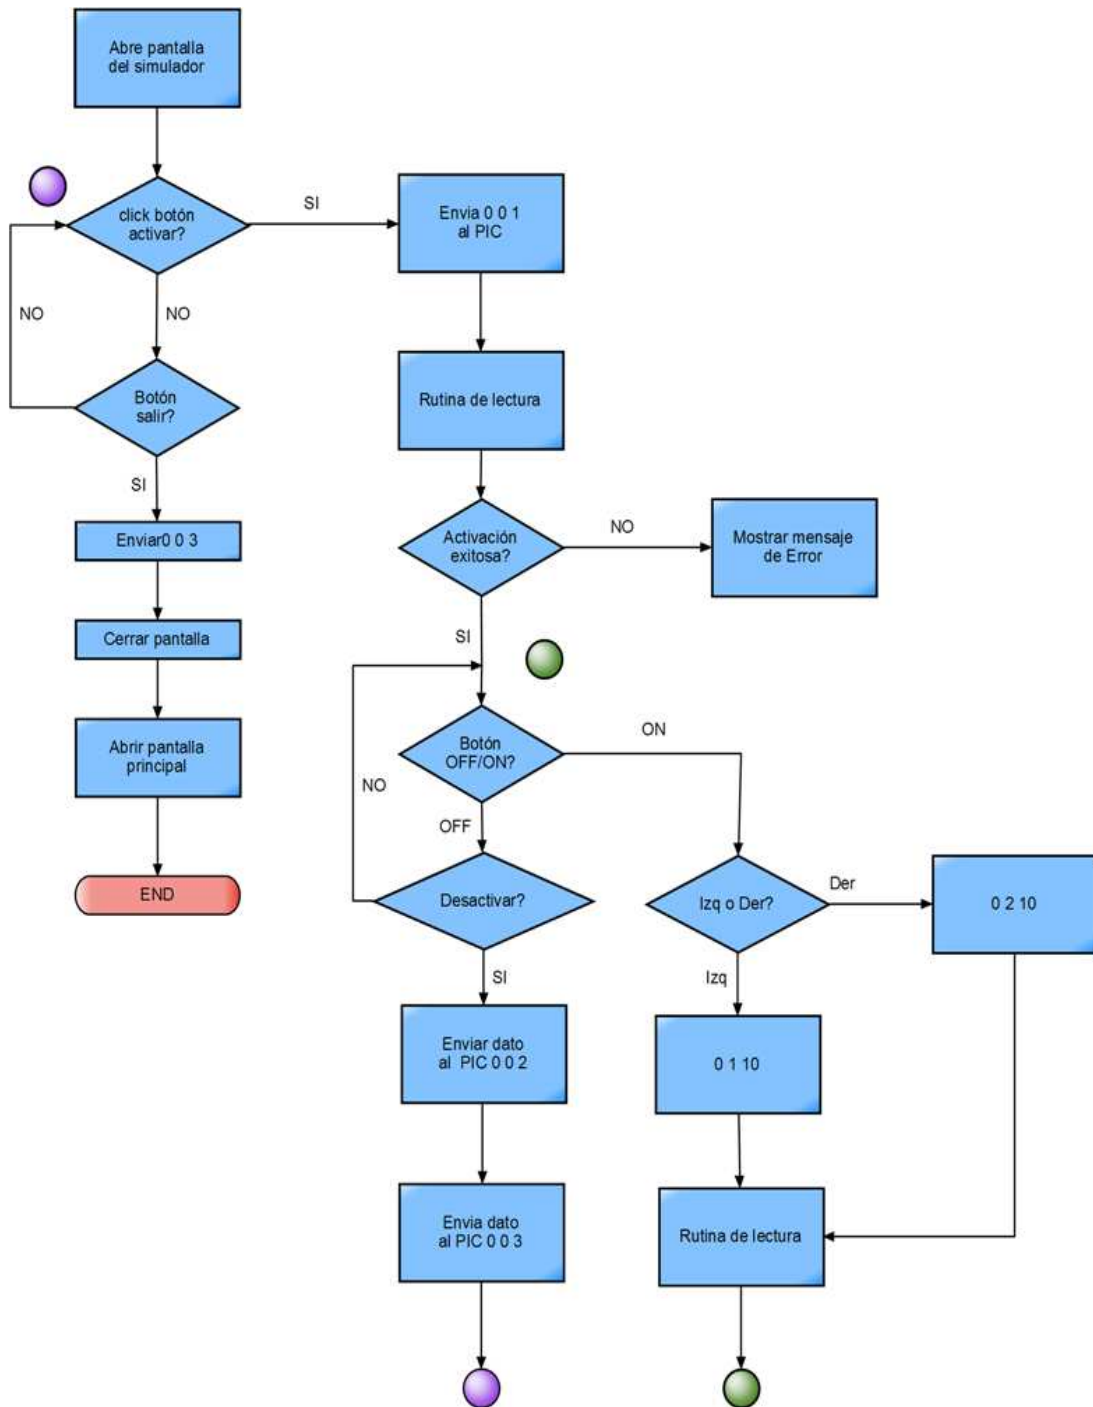 Abre pantalla
del simulador
click botón
activar?
SI
Envia 0 0 1
al PIC
NO
NO
Botón
salir?
Rutina de lectura
SI
Enviar0 0 3
Activación
exitosa?
NO
Mostrar mensaje
de Error
Cerrar pantalla
SI
Abrir pantalla
principal
Botón
OFF/ON?
ON
NO
OFF
END
Desactivar?
Izq o Der?
Der
0 2 10
SI
Izq
Enviar dato
al PIC 0 0 2
0 1 10
Envia dato
al PIC 0 0 3
Rutina de lectura